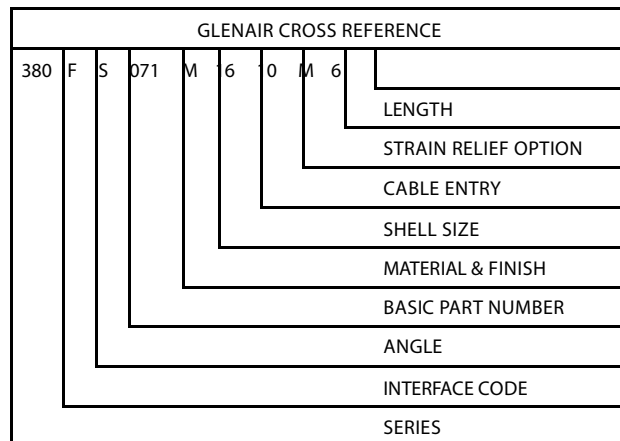 GLENAIR CROSS REFERENCE
380 F S 071 M 16 10 M 6
LENGTH
STRAIN RELIEF OPTION
CABLE ENTRY
SHELL SIZE
MATERIAL & FINISH
BASIC PART NUMBER
ANGLE
INTERFACE CODE
SERIES